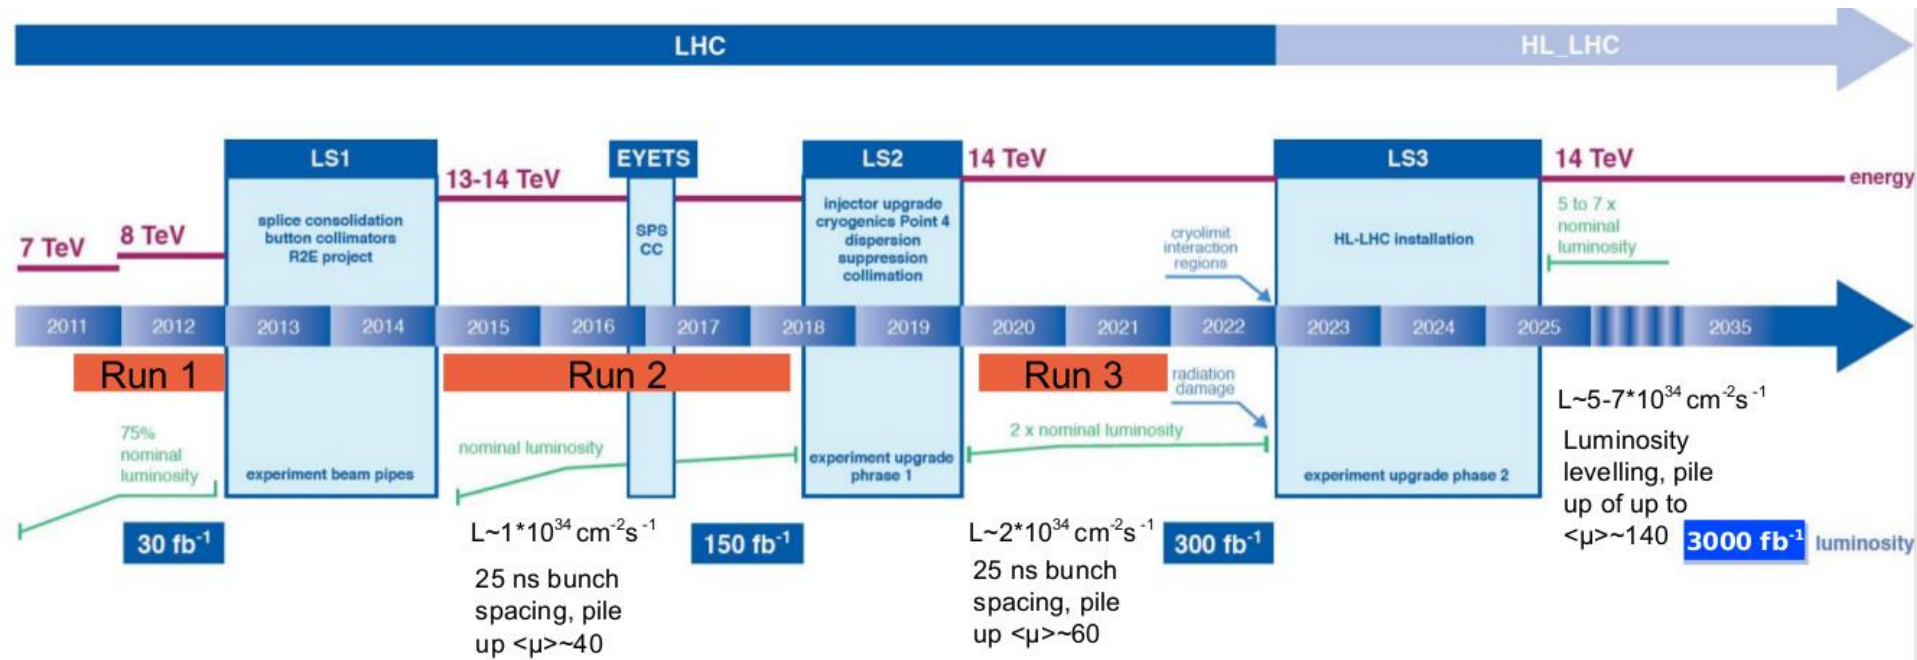 LHC
HL_LHC
LS1
EYETS
LS2
14 TeV
LS3
14 TeV
13-14 TeV
energy
7 TeV
8 TeV
splice consolidation
button collimators
R2E project
SPS
CC
injector upgrade
cryogenics Point 4
dispersion
suppression
collimation
cryolimit
interaction
regions
HL-LHC installation
5 to 7 x
nominal
luminosity
2011
2012
2013
2014
2015
2016
2017
2018
2019
2020
2021
2022
2023
2024
2025
2035
Run 1
Run 2
Run 3
radiation
damage
75%
nominal
luminosity
experiment beam pipes
nominal luminosity
experiment upgrade
phrase 1
2 x nominal luminosity
experiment upgrade phase 2
L~5-7*10³⁴ cm⁻²s⁻¹
Luminosity
levelling, pile
up of up to
<μ>~140
30 fb⁻¹
L~1*10³⁴ cm⁻²s⁻¹
25 ns bunch
spacing, pile
up <μ>~40
150 fb⁻¹
L~2*10³⁴ cm⁻²s⁻¹
25 ns bunch
spacing, pile
up <μ>~60
300 fb⁻¹
3000 fb⁻¹
luminosity